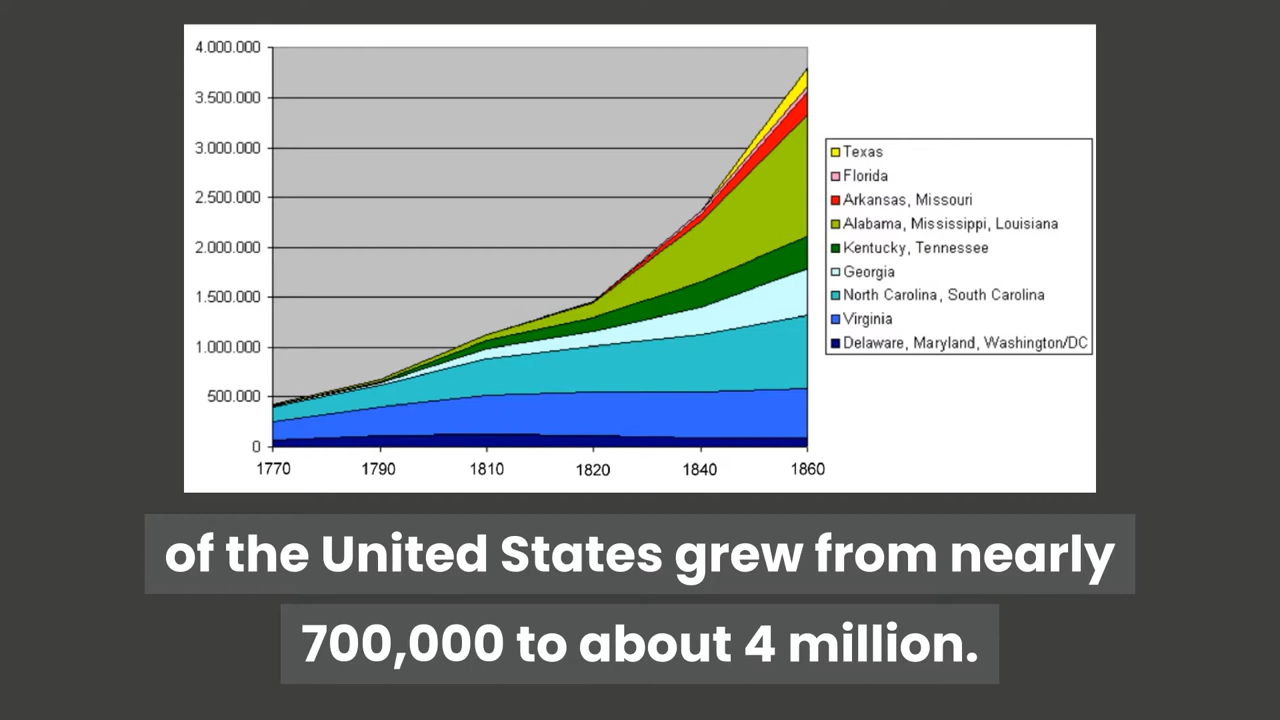 4.000.000
3.500.000
3.000.000
2.500.000
2.000.000
1.500.000
1.000.000
500.000
0
1770 1790 1810 1820 1840 1860
Texas
Florida
Arkansas, Missouri
Alabama, Mississippi, Louisiana
Kentucky, Tennessee
Georgia
North Carolina, South Carolina
Virginia
Delaware, Maryland, Washington/DC
of the United States grew from nearly
700,000 to about 4 million.